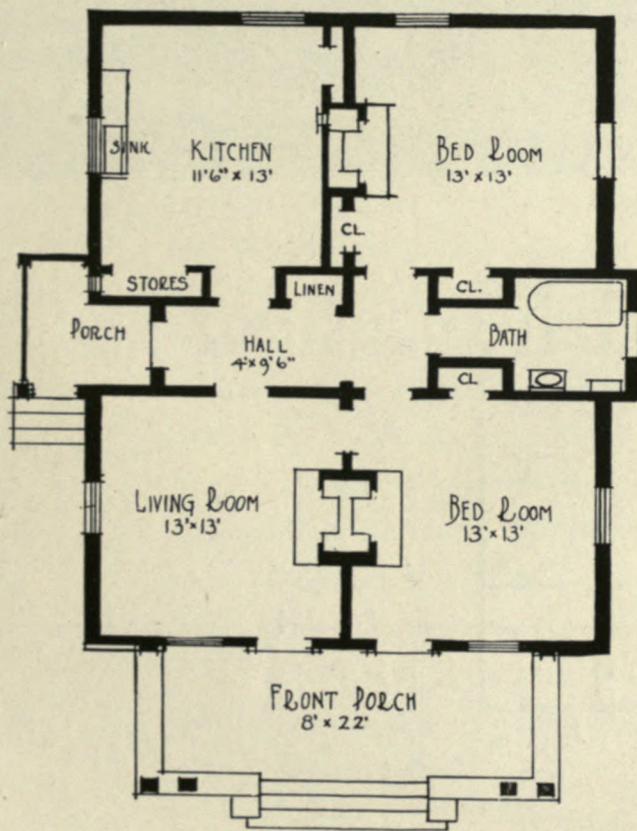 SINK
KITCHEN
11'6" x 13'
BED ROOM
13' x 13'
CL.
STORES
LINEN
CL.
PORCH
HALL
4' x 9' 6"
BATH
CL
LIVING ROOM
13' x 13'
BED ROOM
13' x 13'
FRONT PORCH
8' x 22'